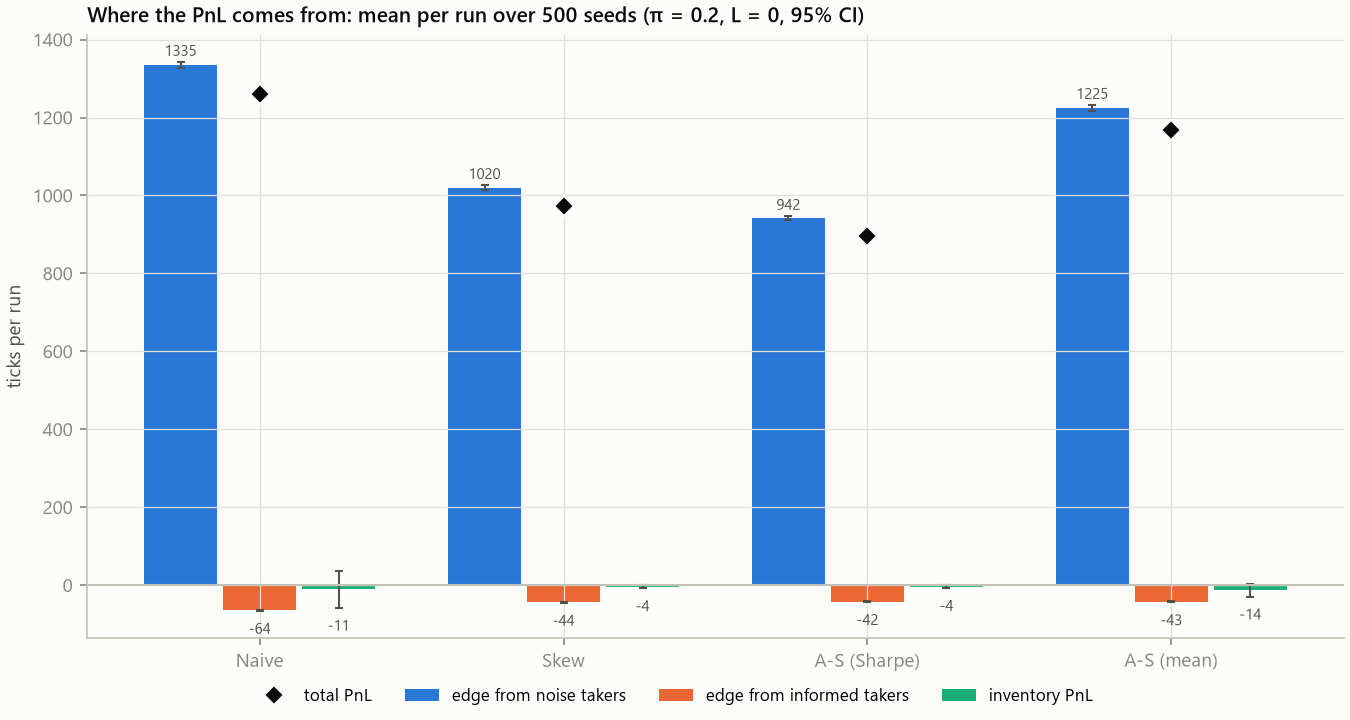 Where the PnL comes from: mean per run over 500 seeds (π = 0.2, L = 0, 95% CI)
1400
1200
1000
800
600
400
200
0
ticks per run
1335
-64
-11
1020
-44
-4
942
-42
-4
1225
-43
-14
Naive
Skew
A-S (Sharpe)
A-S (mean)
total PnL
edge from noise takers
edge from informed takers
inventory PnL